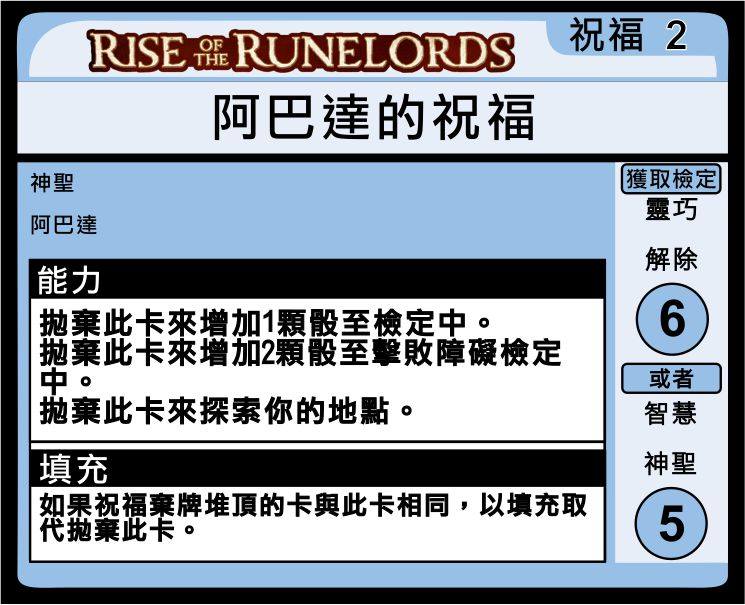 RISE OF THE RUNELORDS
祝福 2
阿巴達的祝福
神聖
阿巴達
獲取檢定
靈巧
解除
6
或者
智慧
神聖
5
能力
拋棄此卡來增加1顆骰至檢定中。
拋棄此卡來增加2顆骰至擊敗障礙檢定
中。
拋棄此卡來探索你的地點。
填充
如果祝福棄牌堆頂的卡與此卡相同，以填充取
代拋棄此卡。